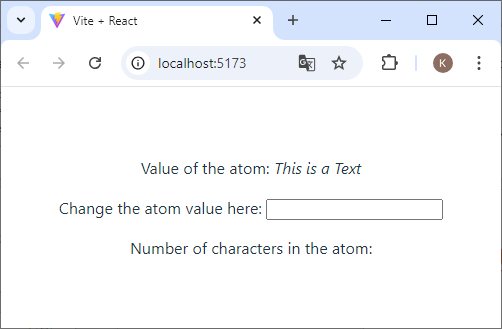 Vite + React
localhost:5173
K
Value of the atom: This is a Text
Change the atom value here:
Number of characters in the atom: